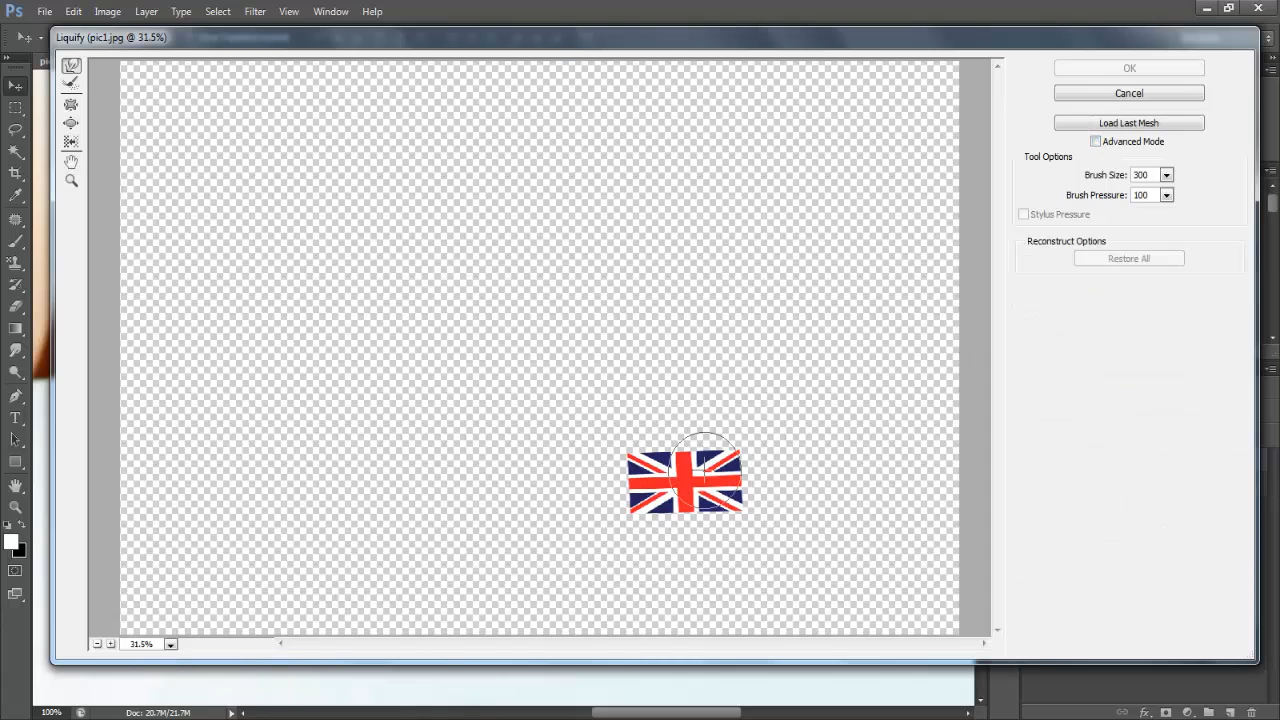 Ps File Edit Image Layer Type Select Filter View Window Help
Liquify (pic1.jpg @ 31.5%)
OK
Cancel
Load Last Mesh
Advanced Mode
Tool Options
Brush Size: 300
Brush Pressure: 100
Stylus Pressure
Reconstruct Options
Restore All
T
31.5%
100% Doc: 20.7M/21.7M
fx